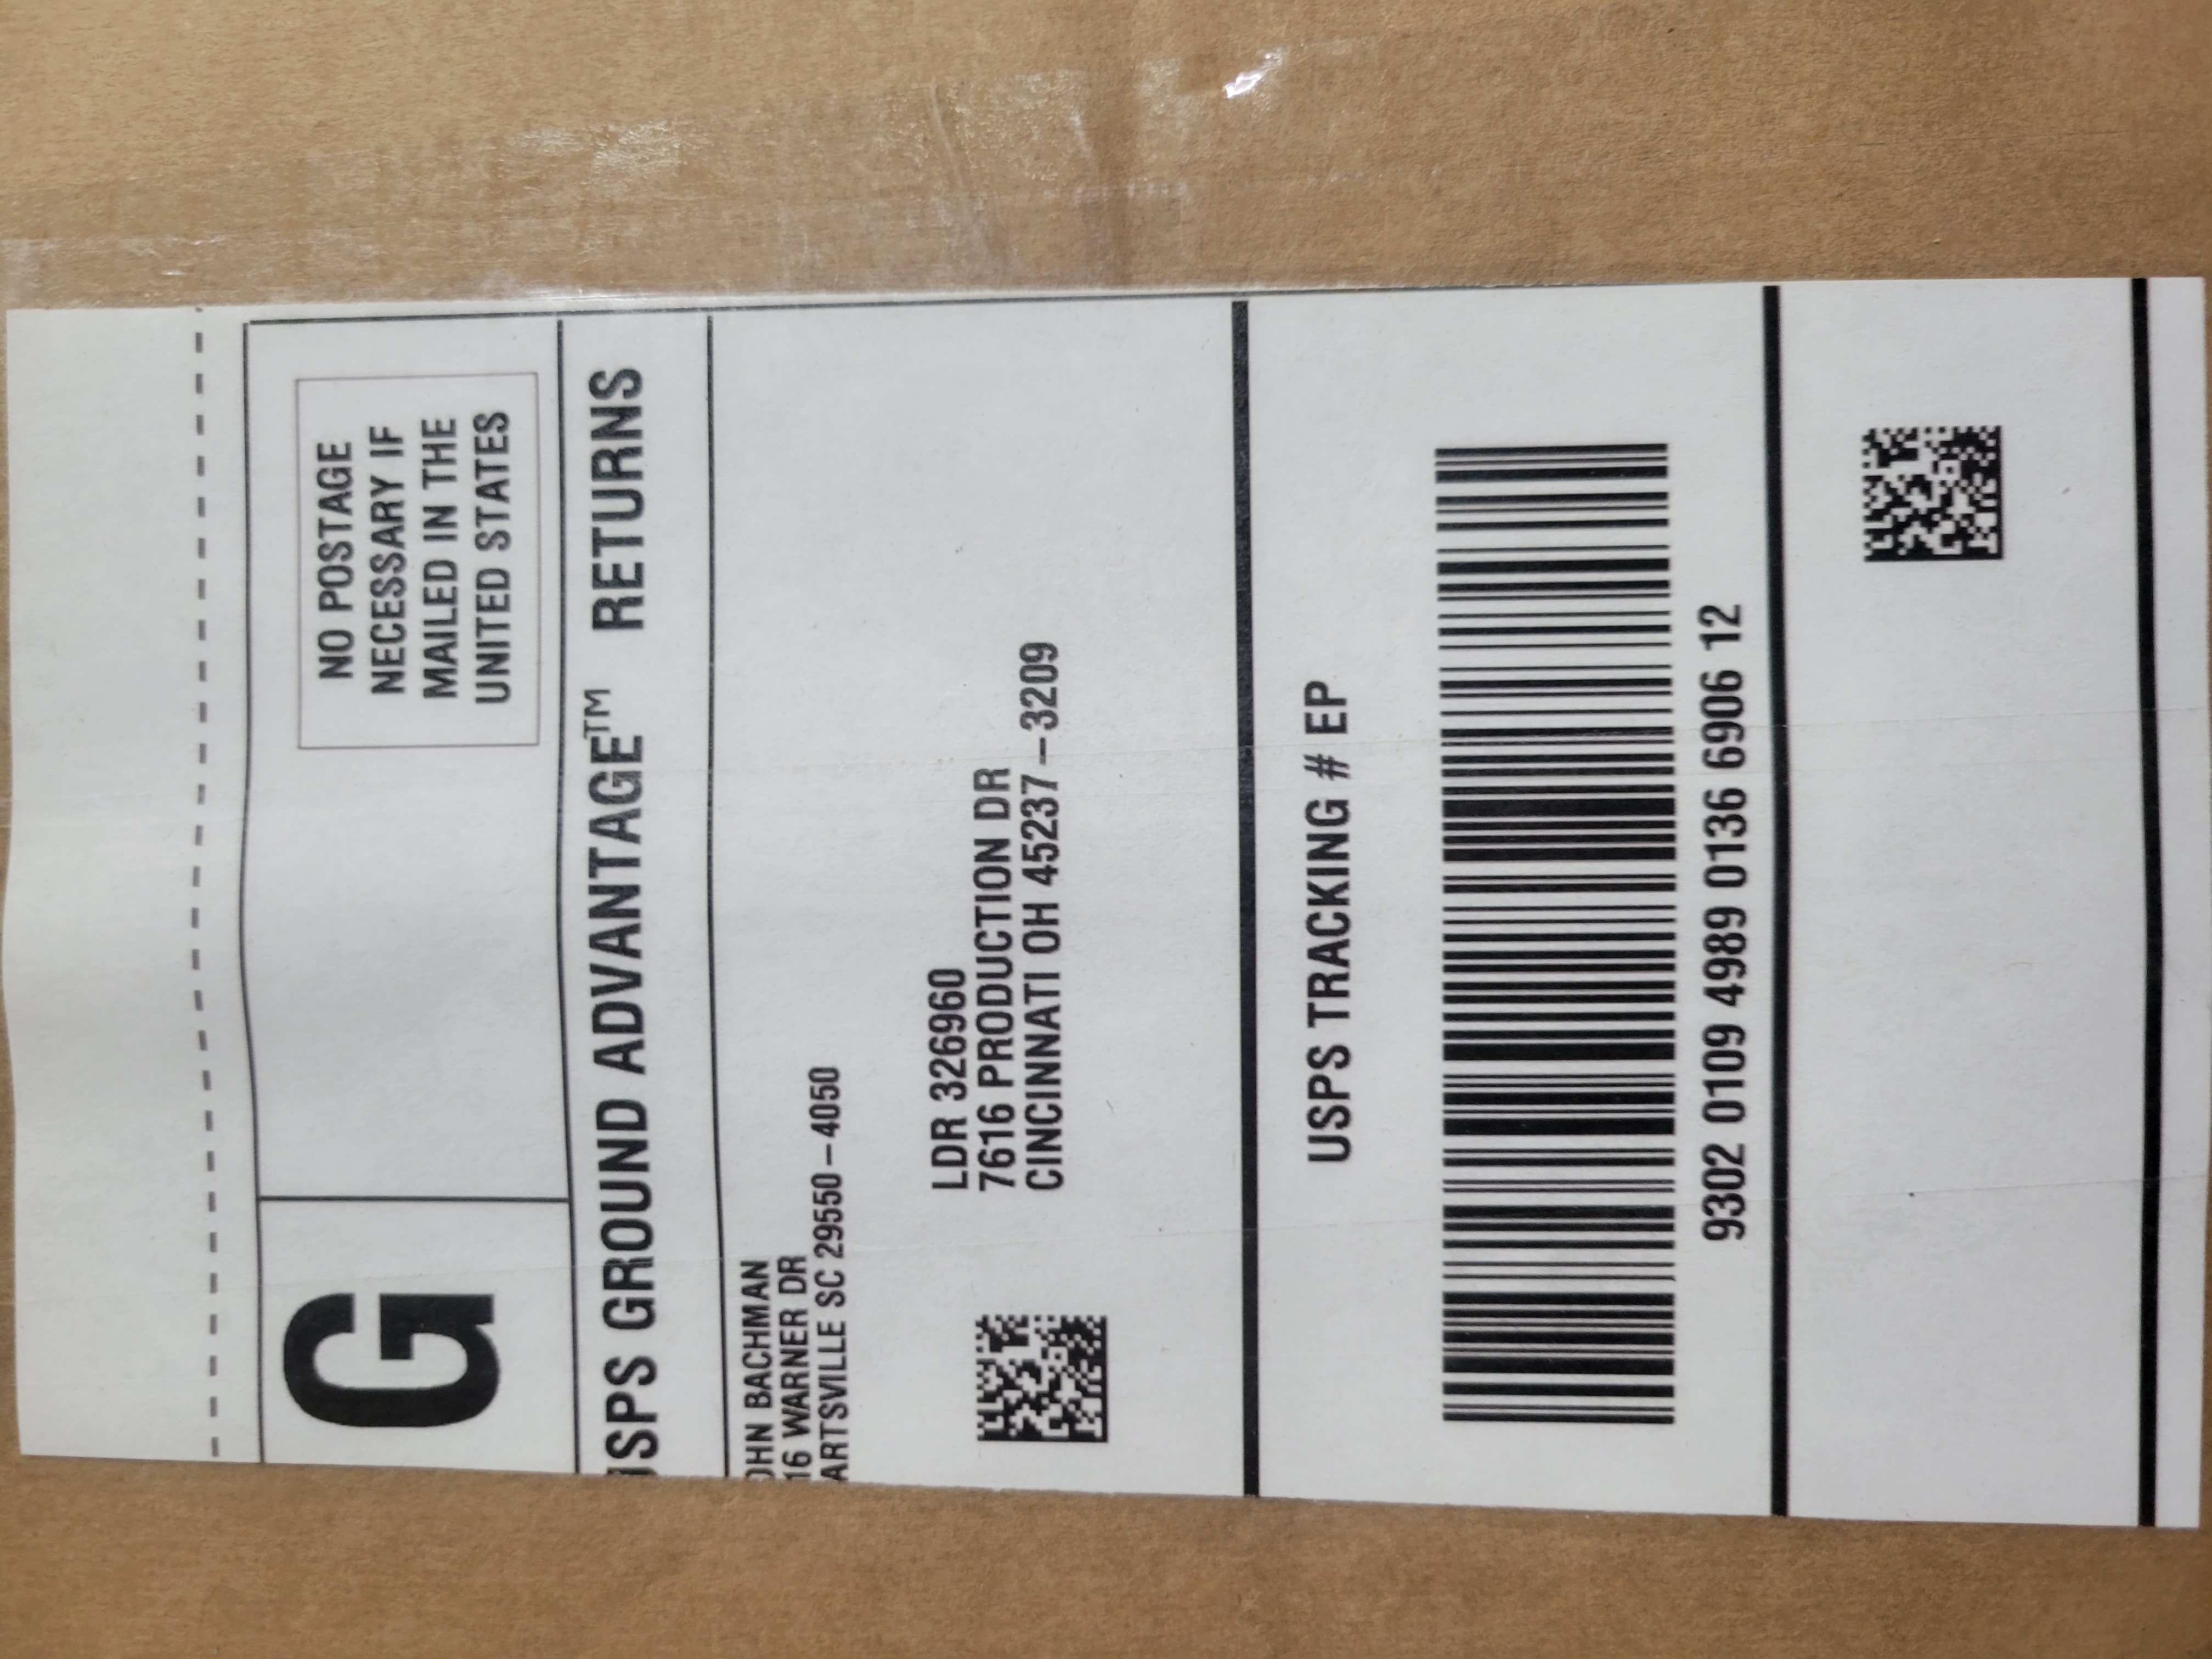 G
NO POSTAGE
NECESSARY IF
MAILED IN THE
UNITED STATES
USPS GROUND ADVANTAGE™ RETURNS
OHN BACHMAN
16 WARNER DR
ARTSVILLE SC 29550-4050
LDR 326960
7616 PRODUCTION DR
CINCINNATI OH 45237-3209
USPS TRACKING # EP
9302 0109 4989 0136 6906 12